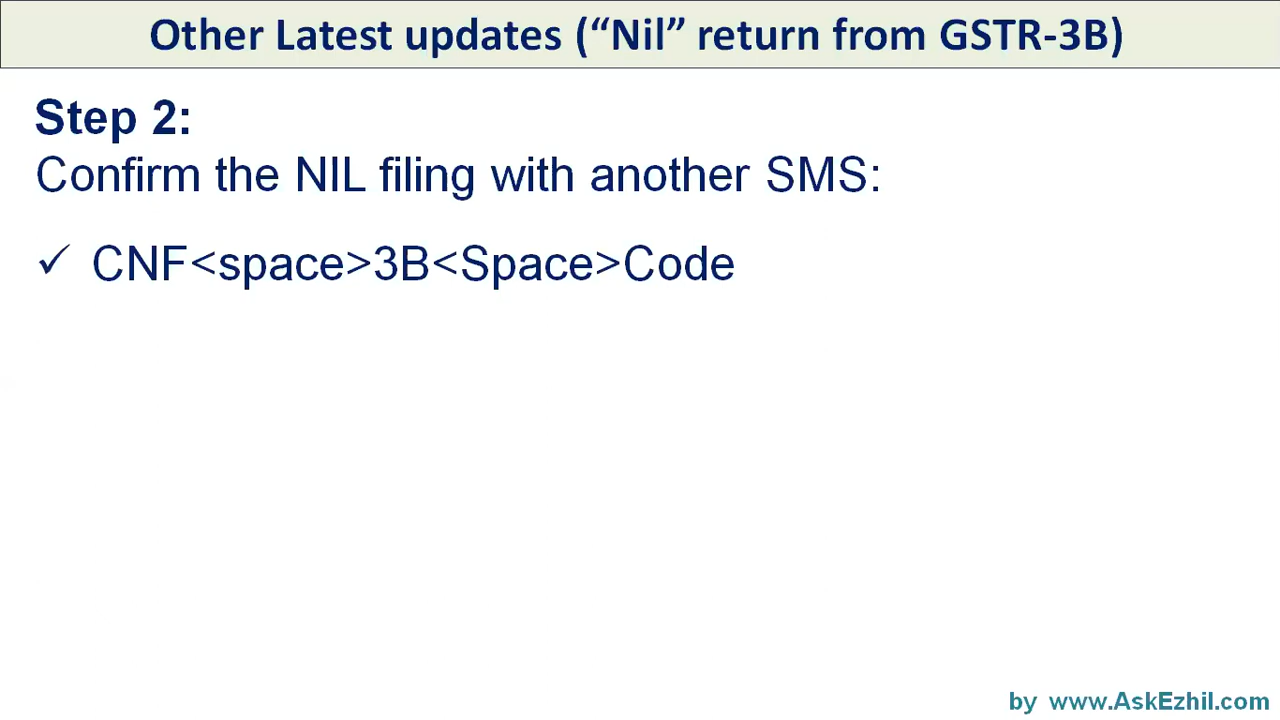 Other Latest updates (“Nil” return from GSTR-3B)
Step 2:
Confirm the NIL filing with another SMS:
✓ CNF<space>3B<Space>Code
by www.AskEzhil.com